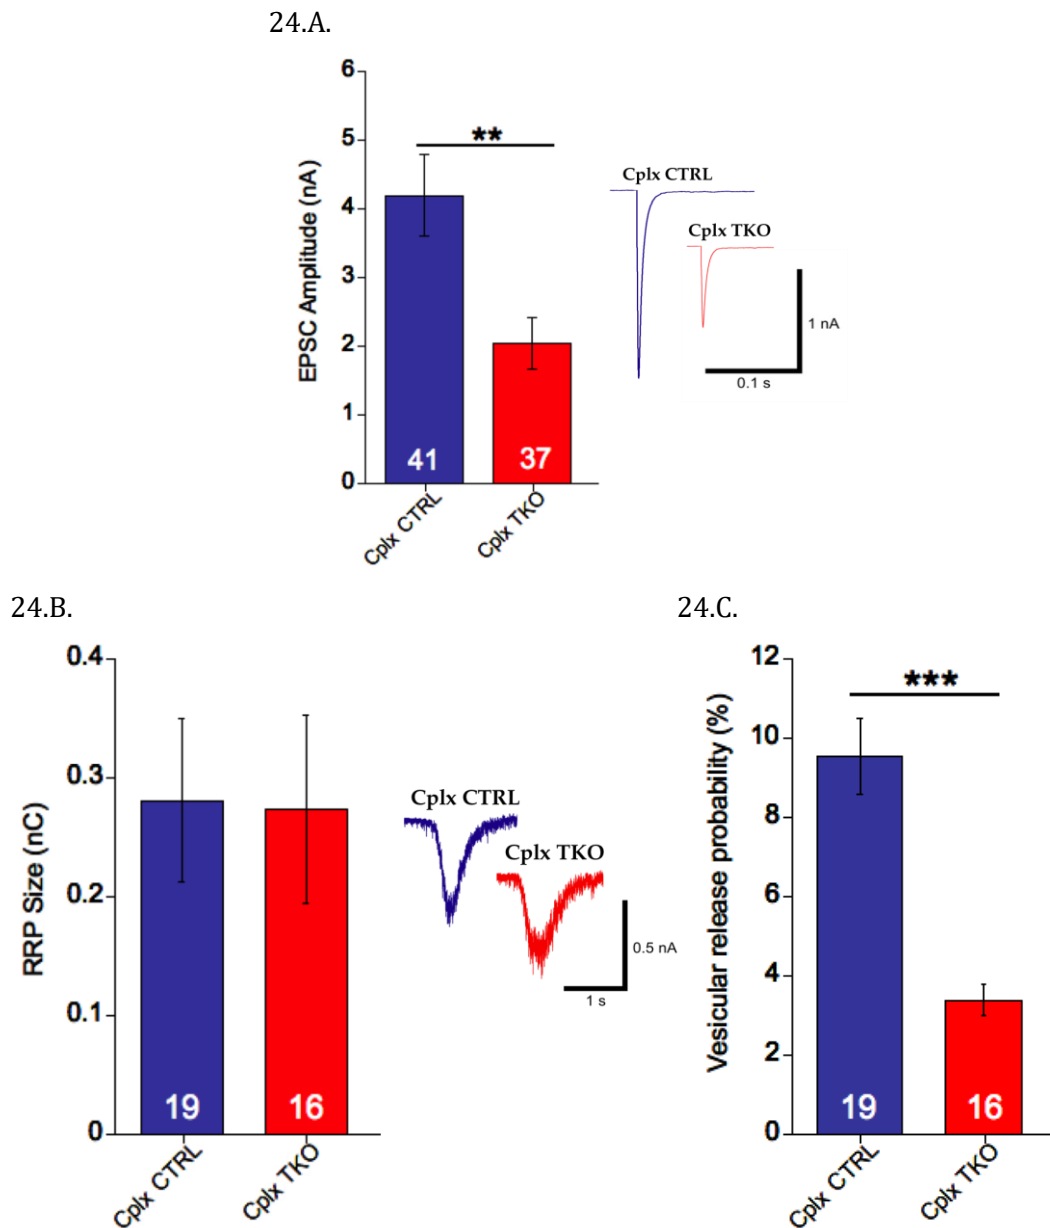 24.A.
6
5
4
3
2
1
0
EPSC Amplitude (nA)
**
41
37
Cplx CTRL
Cplx TKO
Cplx CTRL
Cplx TKO
1 nA
0.1 s
24.B.
0.4
0.3
0.2
0.1
0
RRP Size (nC)
19
16
Cplx CTRL
Cplx TKO
Cplx CTRL
Cplx TKO
0.5 nA
1 s
24.C.
12
10
8
6
4
2
0
Vesicular release probability (%)
***
19
16
Cplx CTRL
Cplx TKO